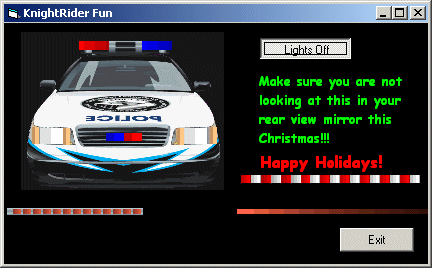 KnightRider Fun
Lights Off
Make sure you are not
looking at this in your
rear view mirror this
Christmas!!!
Happy Holidays!
POLICE
Exit